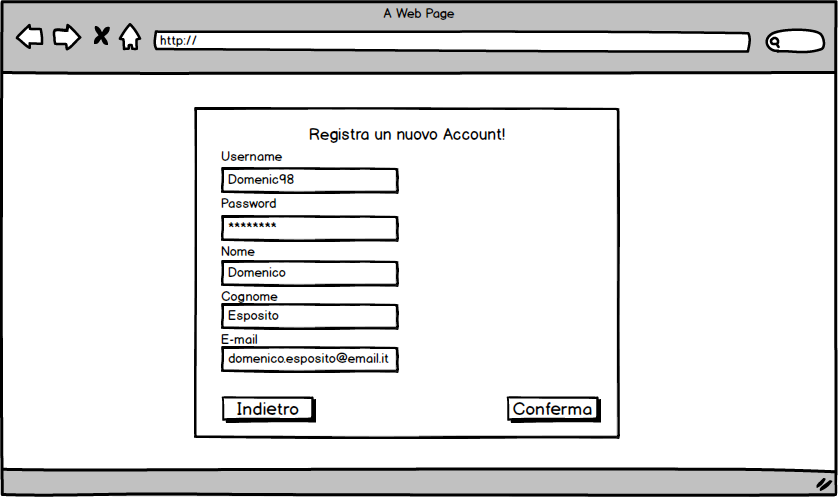 A Web Page
http://
Registra un nuovo Account!
Username
Domenic98
Password
********
Nome
Domenico
Cognome
Esposito
E-mail
domenico.esposito@email.it
Indietro
Conferma